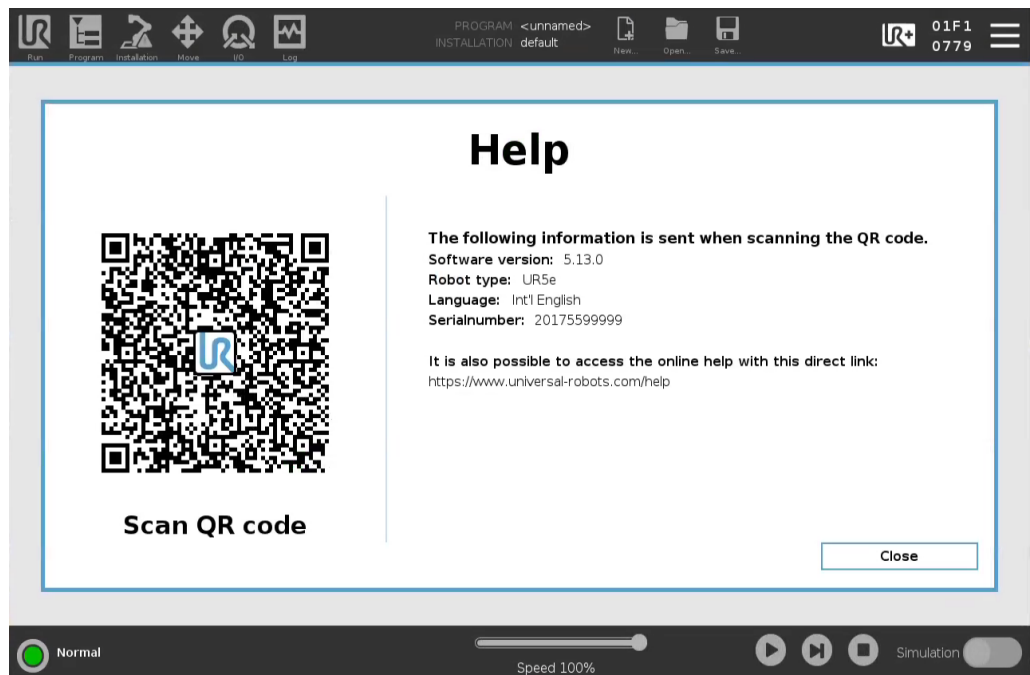 PROGRAM <unnamed>
INSTALLATION default
Run
Program
Installation
Move
I/O
Log
New...
Open...
Save...
UR+
01F1
0779
Help
The following information is sent when scanning the QR code.
Software version: 5.13.0
Robot type: UR5e
Language: Int'l English
Serialnumber: 20175599999
It is also possible to access the online help with this direct link:
https://www.universal-robots.com/help
UR
Scan QR code
Close
Normal
Speed 100%
Simulation